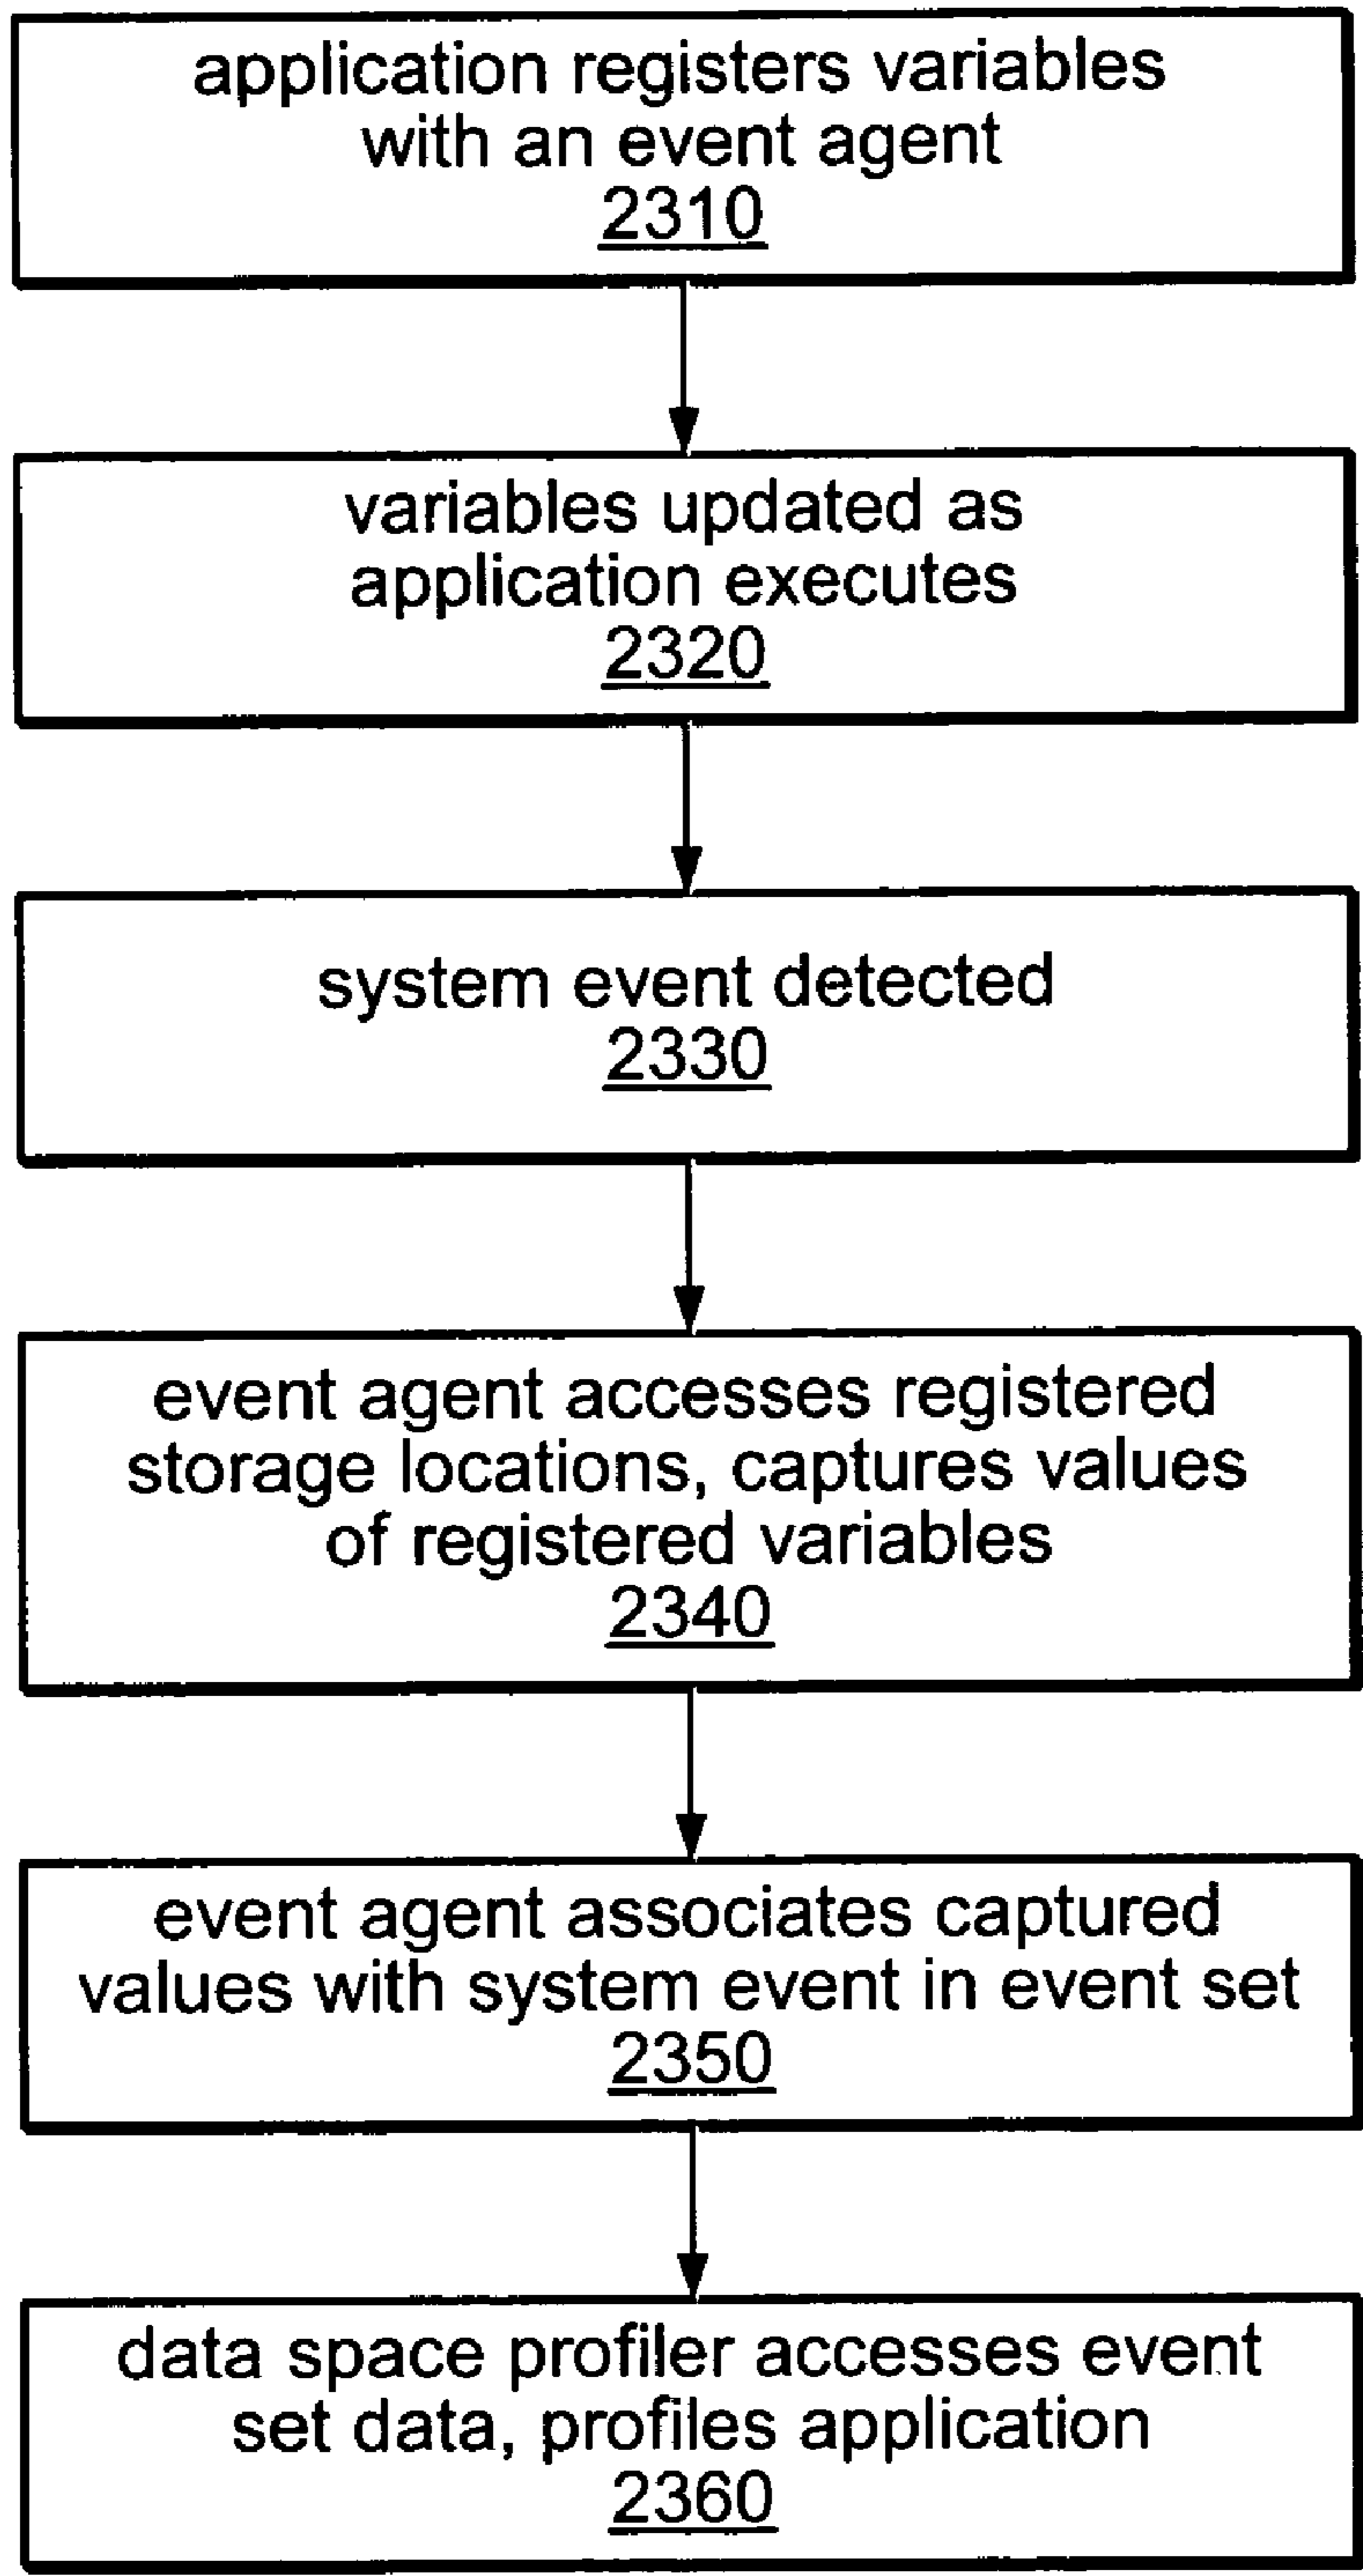 application registers variables
with an event agent
2310
variables updated as
application executes
2320
system event detected
2330
event agent accesses registered
storage locations, captures values
of registered variables
2340
event agent associates captured
values with system event in event set
2350
data space profiler accesses event
set data, profiles application
2360